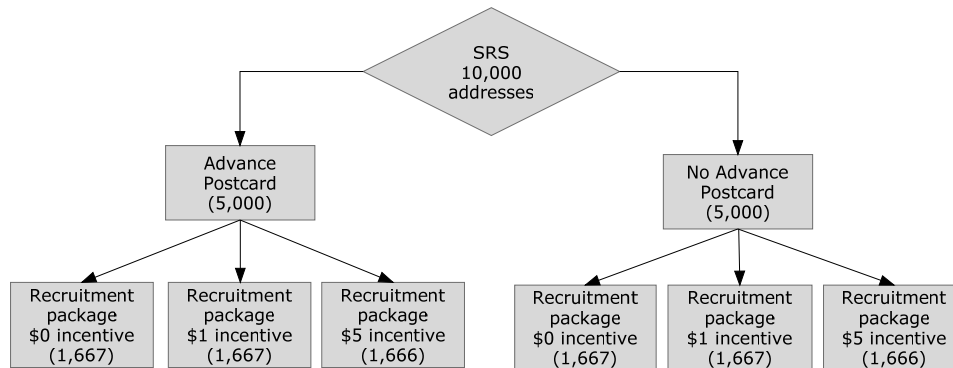 SRS
10,000
addresses
Advance
Postcard
(5,000)
No Advance
Postcard
(5,000)
Recruitment
package
$0 incentive
(1,667)
Recruitment
package
$1 incentive
(1,667)
Recruitment
package
$5 incentive
(1,666)
Recruitment
package
$0 incentive
(1,667)
Recruitment
package
$1 incentive
(1,667)
Recruitment
package
$5 incentive
(1,666)